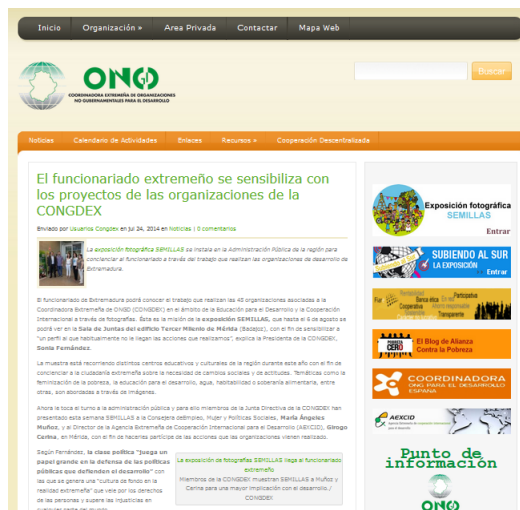 Inicio
Organización »
Area Privada
Contactar
Mapa Web
ONGD
COORDINADORA EXTREMEÑA DE ORGANIZACIONES
NO GUBERNAMENTALES PARA EL DESARROLLO
Buscar
Noticias
Calendario de Actividades
Enlaces
Recursos »
Cooperación Descentralizada
El funcionariado extremeño se sensibiliza con
los proyectos de las organizaciones de la
CONGDEX
Enviado por Usuarios Congdex en Jul 24, 2014 en Noticias | 0 comentarios
La exposición fotográfica SEMILLAS se instala en la Administración Pública de la región para
concienciar al funcionariado a través del trabajo que realizan las organizaciones de desarrollo de
Extremadura.
El funcionariado de Extremadura podrá conocer el trabajo que realizan las 48 organizaciones asociadas a la
Coordinadora Extremeña de ONGD (CONGDEX) en el ámbito de la Educación para el Desarrollo y la Cooperación
Internacional a través de fotografías. Esta es la misión de la exposición SEMILLAS, que hasta el 6 de agosto se
podrá ver en la Sala de Juntas del edificio Tercer Milenio de Mérida (Badajoz), con el fin de sensibilizar a
"un perfil al que habitualmente no le llegan las acciones que realizamos", explica la Presidenta de la CONGDEX,
Sonia Fernández.
La muestra está recorriendo distintos centros educativos y culturales de la región durante este año con el fin de
concienciar a la ciudadanía extremeña sobre la necesidad de cambios sociales y de actitudes. Temáticas como la
feminización de la pobreza, la educación para el desarrollo, agua, habitabilidad o soberanía alimentaria, entre
otras, son abordadas a través de imágenes.
Ahora le toca el turno a la administración pública y para ello miembros de la Junta Directiva de la CONGDEX han
presentado esta semana SEMILLAS a la Consejera deEmpleo, Mujer y Políticas Sociales, María Ángeles
Muñoz, y al Director de la Agencia Extremeña de Cooperación Internacional para el Desarrollo (AEXCID),
Carina, en Mérida, con el fin de hacerles partícipe de las acciones que las organizaciones vienen realizado.
Según Fernández, la clase política "juega un
papel grande en la defensa de las políticas
públicas que defienden el desarrollo" con
las que se genera una "cultura de fondo en la
realidad extremeña" que vele por los derechos
de las personas y supere las injusticias en
cualquier parte del mundo.
La exposición de fotografías SEMILLAS llega al funcionariado
extremeño
Miembros de la CONGDEX muestran SEMILLAS a Muñoz y
Carina para una mayor implicación con el desarrollo./
CONGDEX
Exposición fotográfica
SEMILLAS
Entrar
SUBIENDO AL SUR
SUBIENDO AL SUR
LA EXPOSICIÓN
Entrar
Rentabilidad
Banca ética
Participativa
Cooperativa
Ahorro responsable
Transparente
POBREZA
CERO
El Blog de Alianza
Contra la Pobreza
COORDINADORA
ONG PARA EL DESARROLLO
ESPAÑA
AEXCID
Punto de
información
ONGD